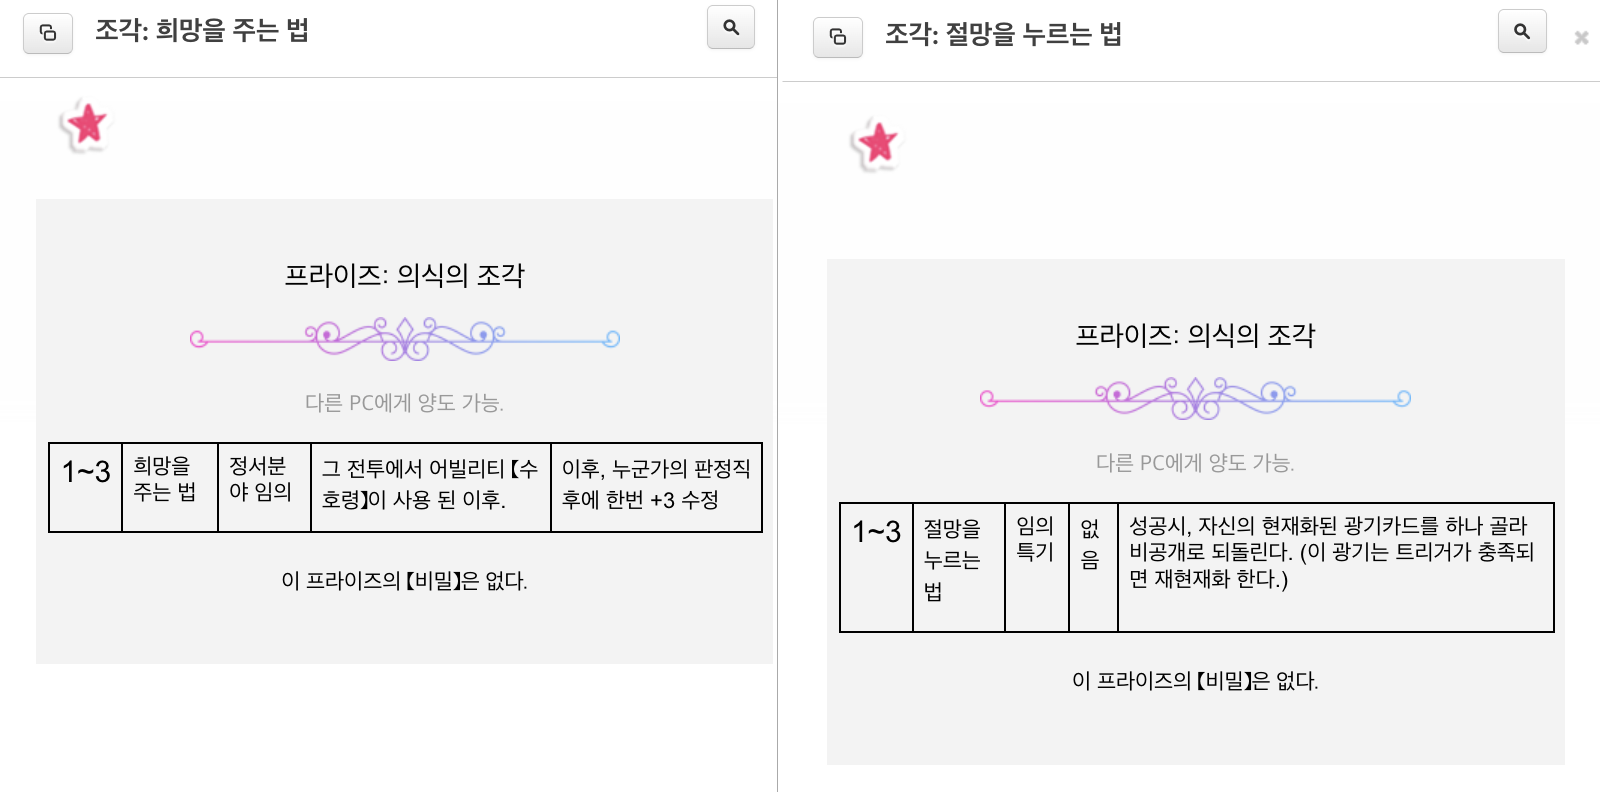 조각: 희망을 주는 법
프라이즈: 의식의 조각
다른 PC에게 양도 가능.
1~3
희망을
주는 법
정서분
야 임의
그 전투에서 어빌리티【수
호령】이 사용 된 이후.
이후, 누군가의 판정직
후에 한번 +3 수정
이 프라이즈의【비밀】은 없다.
조각: 절망을 누르는 법
프라이즈: 의식의 조각
다른 PC에게 양도 가능.
1~3
절망을
누르는
법
임의
특기
없
음
성공시, 자신의 현재화된 광기카드를 하나 골라
비공개로 되돌린다. (이 광기는 트리거가 충족되
면 재현재화 한다.)
이 프라이즈의【비밀】은 없다.